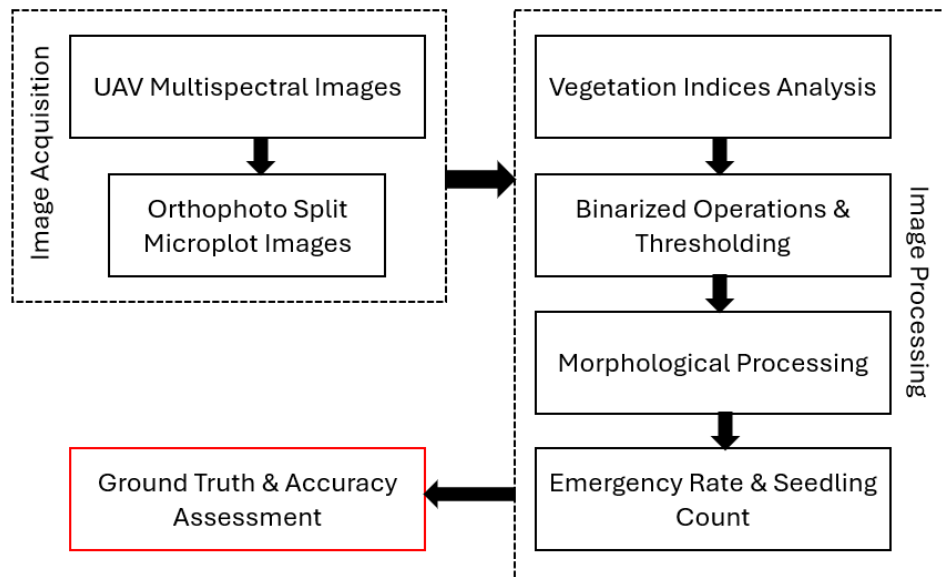 Image Acquisition
UAV Multispectral Images
Orthophoto Split
Microplot Images
Image Processing
Vegetation Indices Analysis
Binarized Operations &
Thresholding
Morphological Processing
Emergency Rate & Seedling
Count
Ground Truth & Accuracy
Assessment